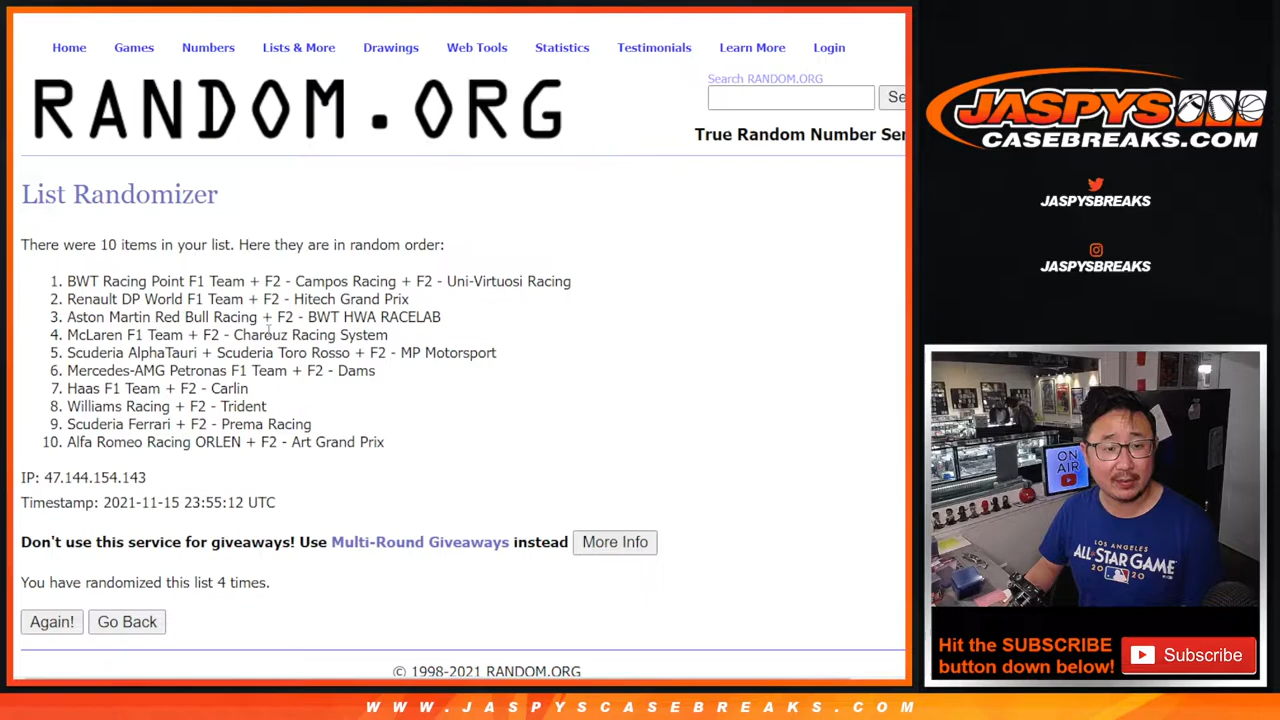 Home Games Numbers Lists & More Drawings Web Tools Statistics Testimonials Learn More Login
Search RANDOM.ORG
RANDOM.ORG
Se
True Random Number Ser
List Randomizer
There were 10 items in your list. Here they are in random order:
1. BWT Racing Point F1 Team + F2 - Campos Racing + F2 - Uni-Virtuosi Racing
2. Renault DP World F1 Team + F2 - Hitech Grand Prix
3. Aston Martin Red Bull Racing + F2 - BWT HWA RACELAB
4. McLaren F1 Team + F2 - Charouz Racing System
5. Scuderia AlphaTauri + Scuderia Toro Rosso + F2 - MP Motorsport
6. Mercedes-AMG Petronas F1 Team + F2 - Dams
7. Haas F1 Team + F2 - Carlin
8. Williams Racing + F2 - Trident
9. Scuderia Ferrari + F2 - Prema Racing
10. Alfa Romeo Racing ORLEN + F2 - Art Grand Prix
IP: 47.144.154.143
Timestamp: 2021-11-15 23:55:12 UTC
Don't use this service for giveaways! Use Multi-Round Giveaways instead More Info
You have randomized this list 4 times.
Again! Go Back
© 1998-2021 RANDOM.ORG
JASPYS
CASEBREAKS.COM
JASPYSBREAKS
JASPYSBREAKS
ON
AIR
LOS ANGELES
ALL-STAR GAME
2020
Hit the SUBSCRIBE
button down below!
Subscribe
WWW.JASPYSCASEBREAKS.COM